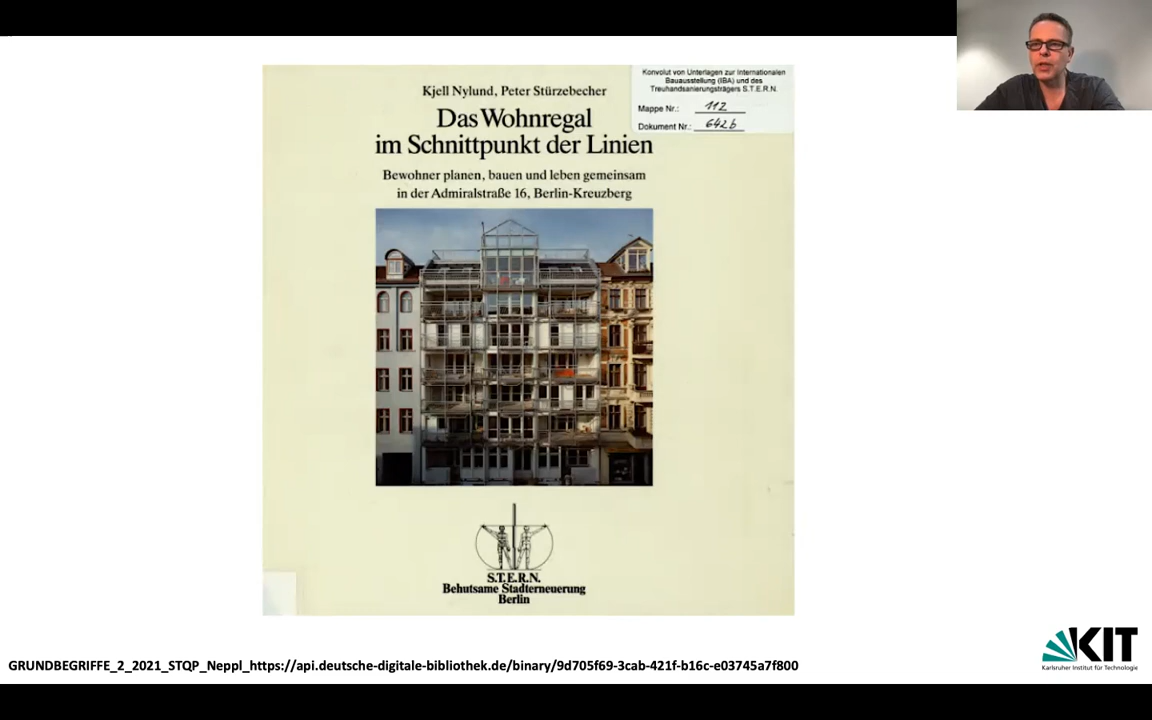 Konvolut von Unterlagen zur Internationalen
Bauausstellung (IBA) und des
Treuhandsanierungsträgers S.T.E.R.N.
Mappe Nr.: 112
Dokument Nr.: 642b
Kjell Nylund, Peter Stürzebecher
Das Wohnregal
im Schnittpunkt der Linien
Bewohner planen, bauen und leben gemeinsam
in der Admiralstraße 16, Berlin-Kreuzberg
S.T.E.R.N.
Behutsame Stadterneuerung
Berlin
GRUNDBEGRIFFE_2_2021_STQP_Neppl_https://api.deutsche-digitale-bibliothek.de/binary/9d705f69-3cab-421f-b16c-e03745a7f800
KIT
Karlsruher Institut für Technologie